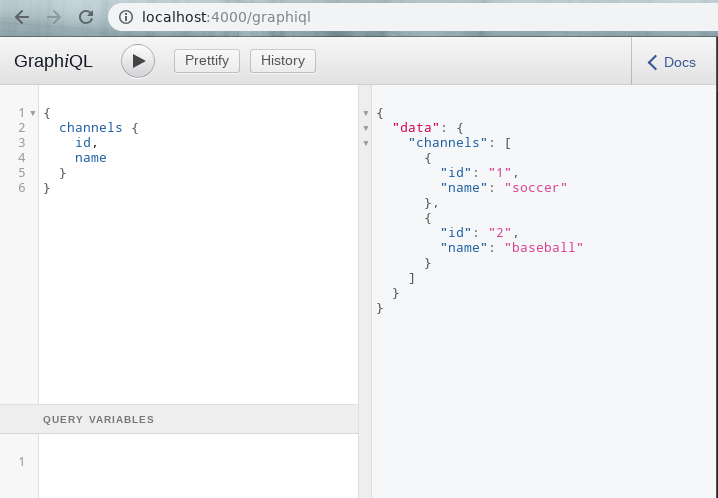 localhost:4000/graphiql
GraphiQL Prettify History Docs
1 {
2 channels {
3 id,
4 name
5 }
6 }
QUERY VARIABLES
1
{
"data": {
"channels": [
{
"id": "1",
"name": "soccer"
},
{
"id": "2",
"name": "baseball"
}
]
}
}